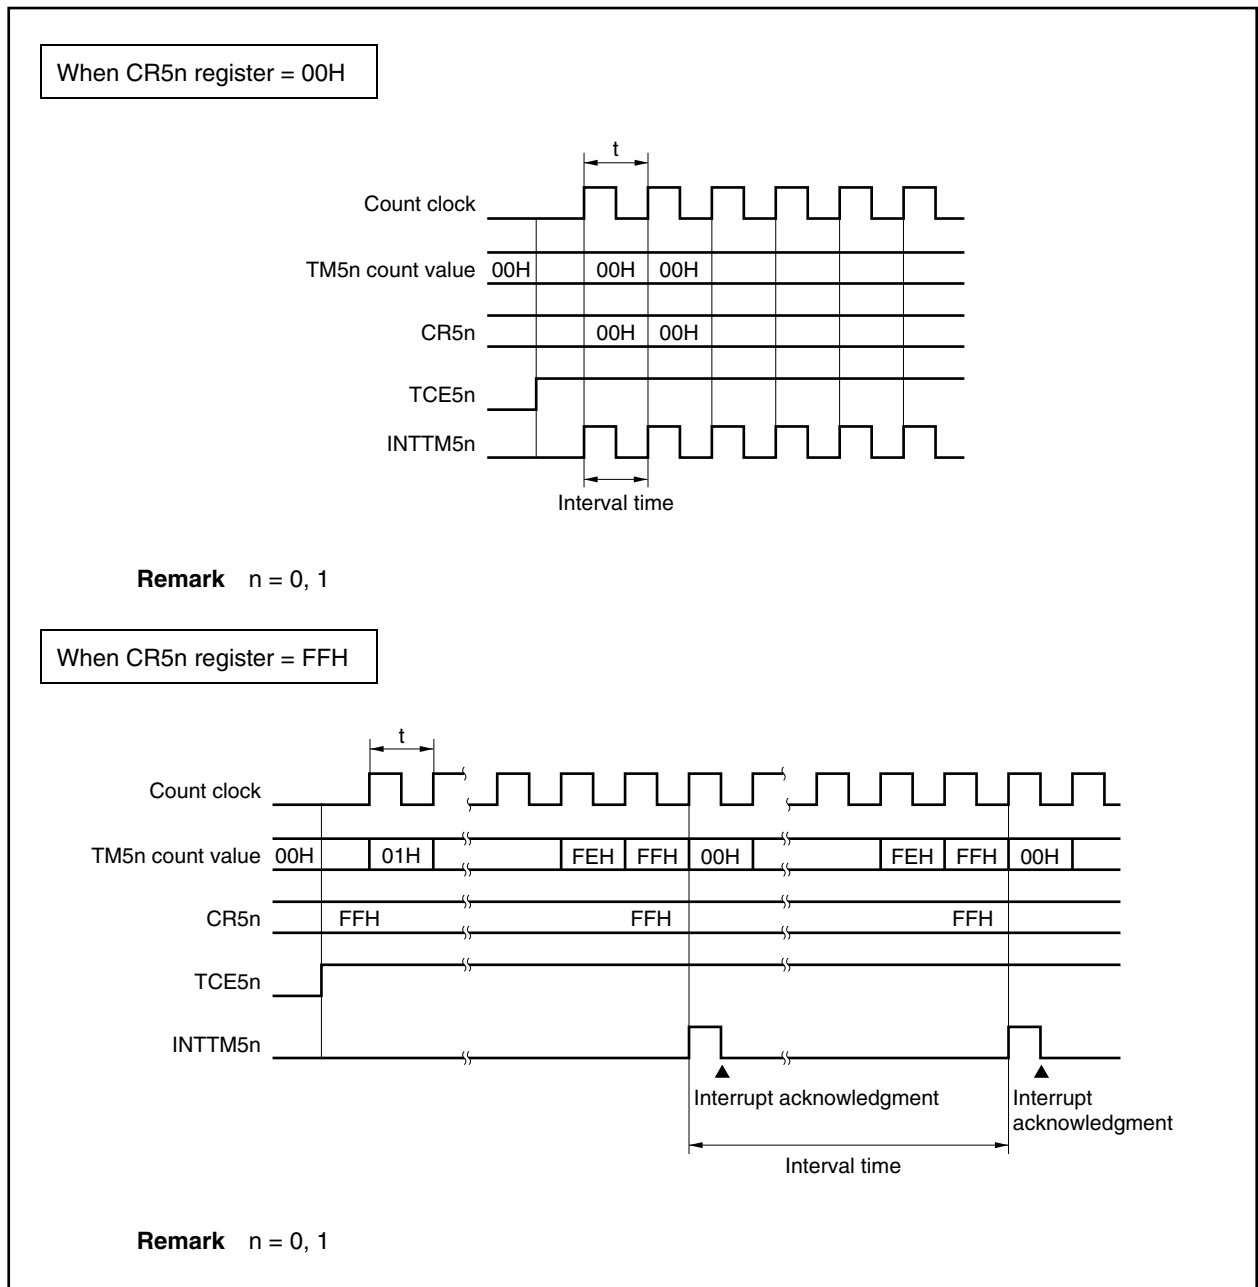 When CR5n register = 00H
t
Count clock
TM5n count value 00H 00H 00H
CR5n 00H 00H
TCE5n
INTTM5n
Interval time
Remark n = 0, 1
When CR5n register = FFH
t
Count clock
TM5n count value 00H 01H FEH FFH 00H FEH FFH 00H
CR5n FFH FFH FFH
TCE5n
INTTM5n
Interrupt acknowledgment Interrupt
acknowledgment
Interval time
Remark n = 0, 1